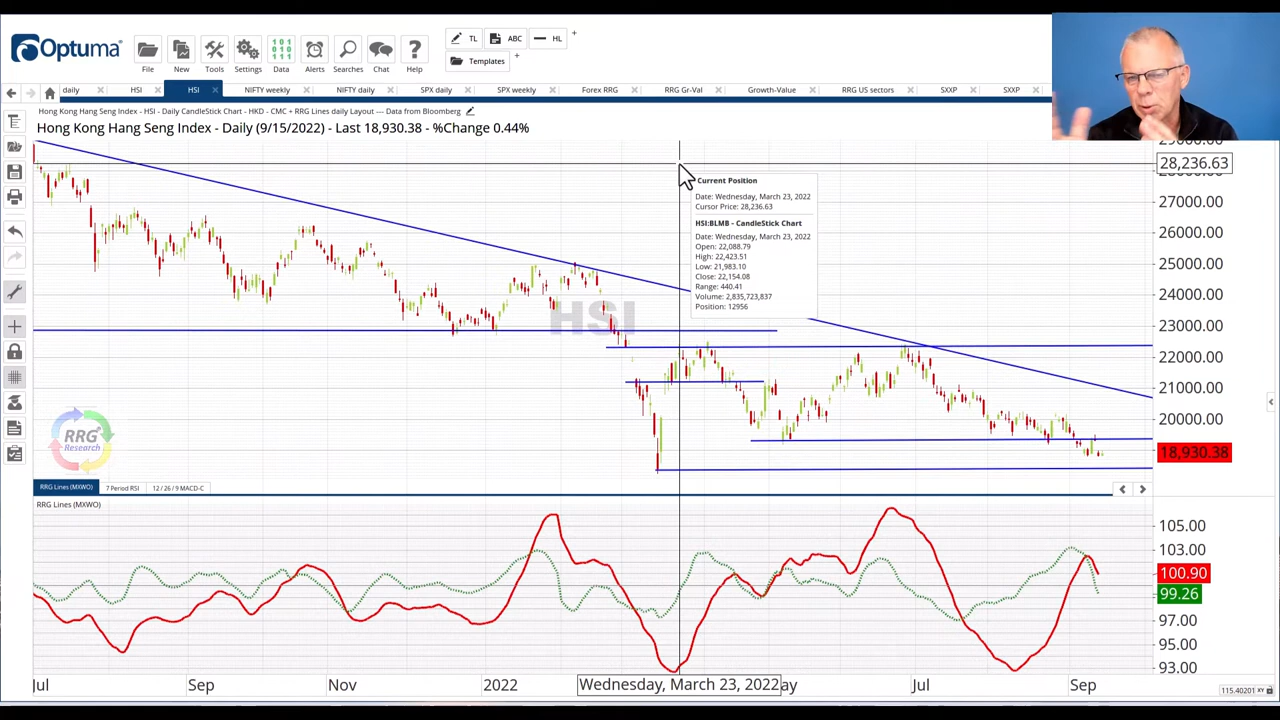 Optuma
File
New
Tools
Settings
101
010
101
Data
Alerts
Searches
Chat
Help
TL
ABC
HL
+
Templates
+
daily
HSI
HSI
NIFTY weekly
NIFTY daily
SPX daily
SPX weekly
Forex RRG
RRG Gr-Val
Growth-Value
RRG US sectors
SXXP
SXXP
Hong Kong Hang Seng Index - HSI - Daily CandleStick Chart - HKD - CMC + RRG Lines daily Layout --- Data from Bloomberg
Hong Kong Hang Seng Index - Daily (9/15/2022) - Last 18,930.38 - %Change 0.44%
28,236.63
27000.00
26000.00
25000.00
24000.00
23000.00
22000.00
21000.00
20000.00
18,930.38
Current Position
Date: Wednesday, March 23, 2022
Cursor Price: 28,236.63
HSI:BLMB - CandleStick Chart
Date: Wednesday, March 23, 2022
Open: 22,088.79
High: 22,423.51
Low: 21,983.10
Close: 22,154.08
Range: 440.41
Volume: 2,835,723,837
Position: 12956
HSI
RRG
Research
RRG Lines (MXWO)
7 Period RSI
12 / 26 / 9 MACD-C
RRG Lines (MXWO)
105.00
103.00
100.90
99.26
97.00
95.00
93.00
Jul
Sep
Nov
2022
Wednesday, March 23, 2022
ay
Jul
Sep
115.40201 XY